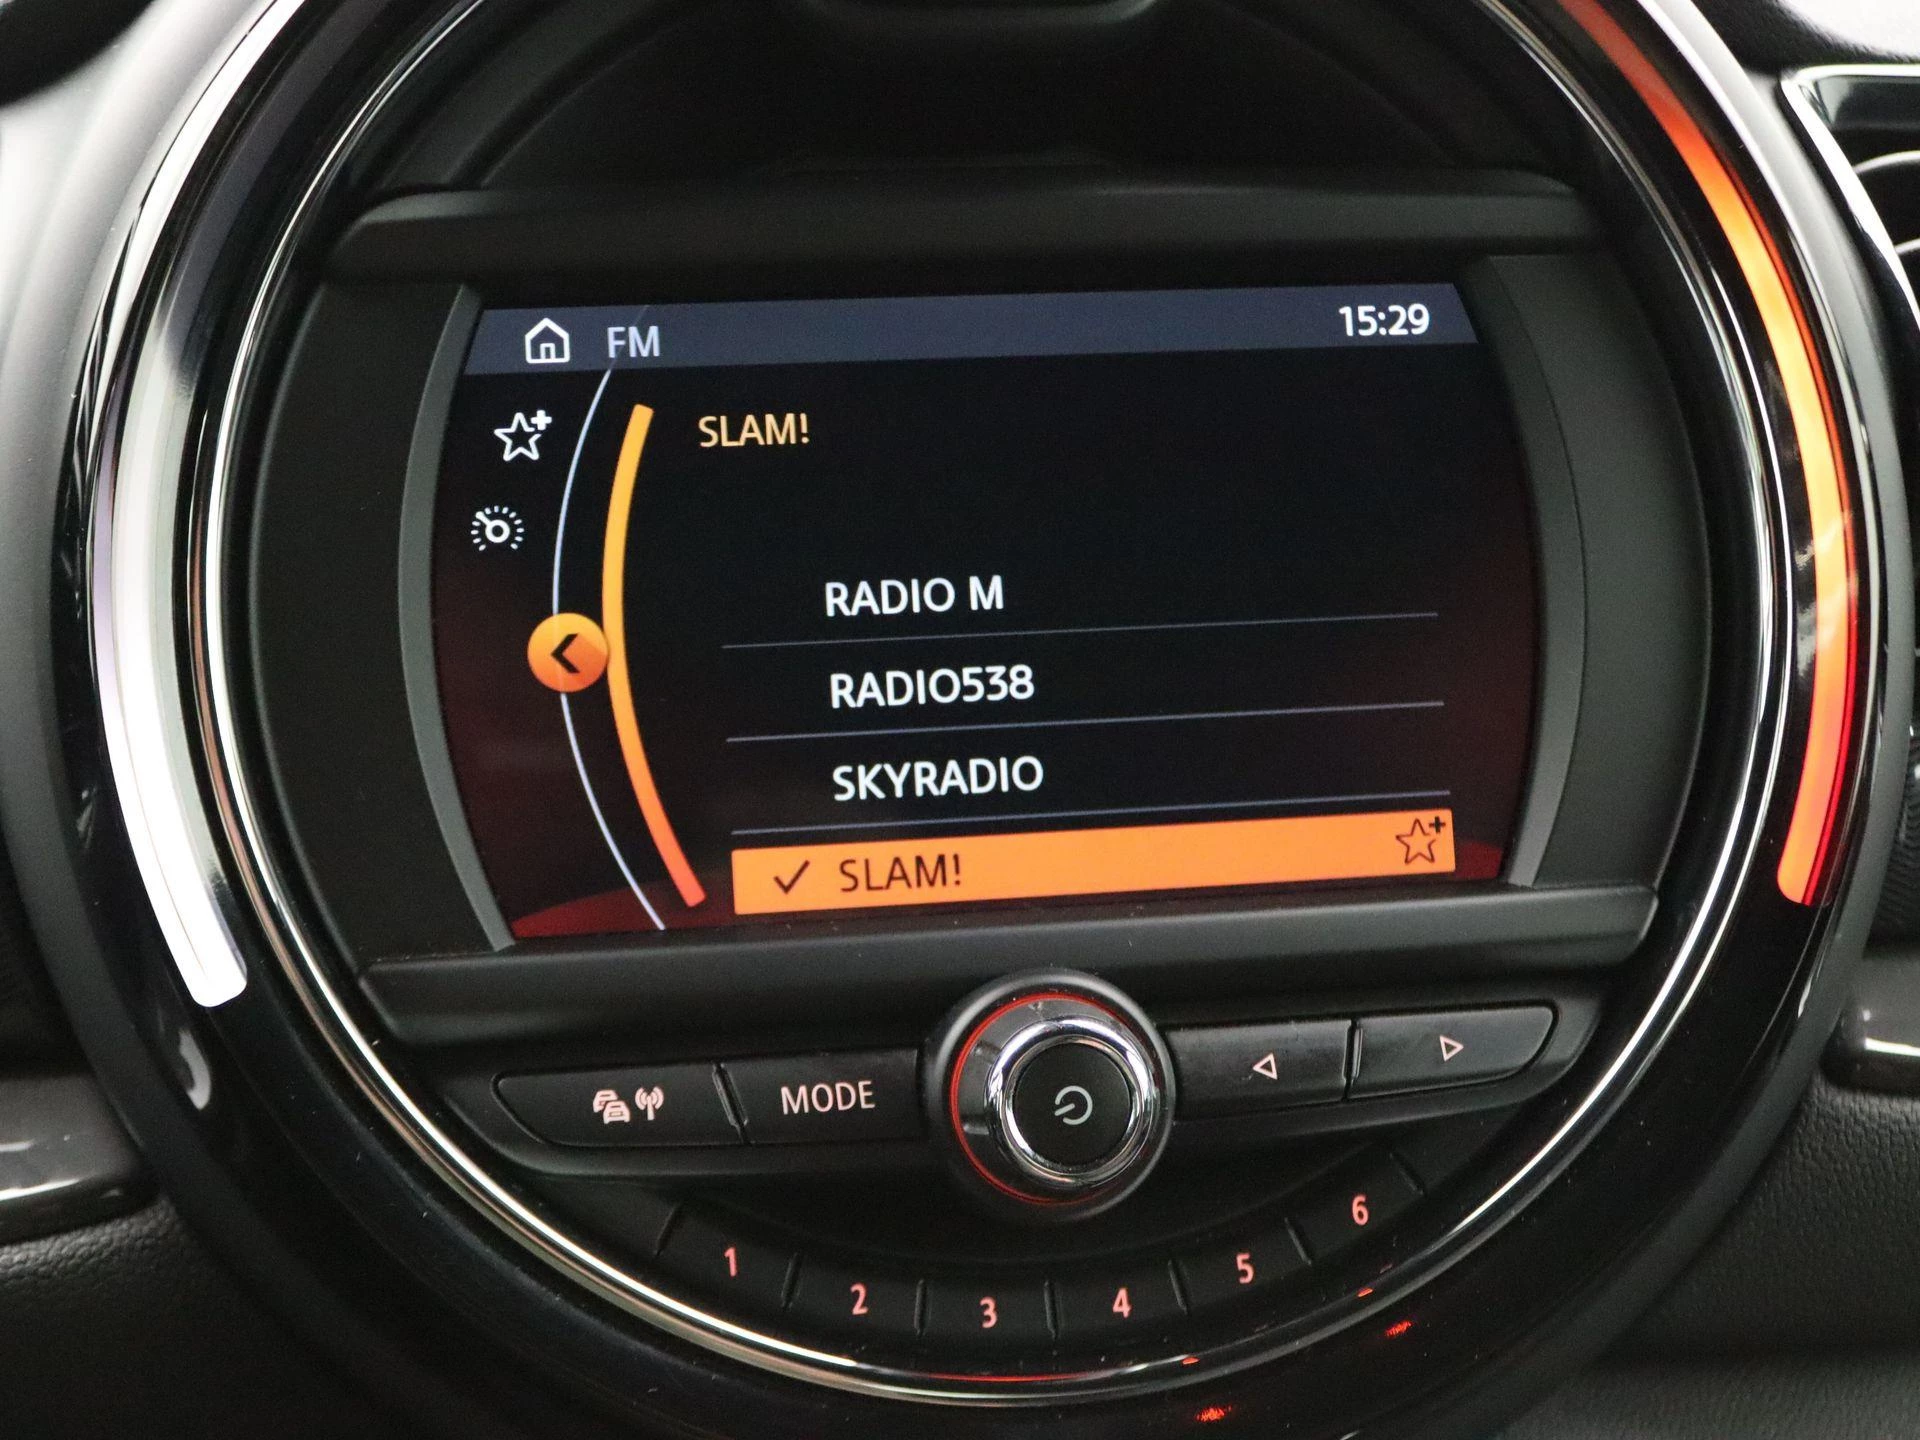 FM 15:29
SLAM!
RADIO M
RADIO538
SKYRADIO
SLAM!
MODE
1 2 3 4 5 6